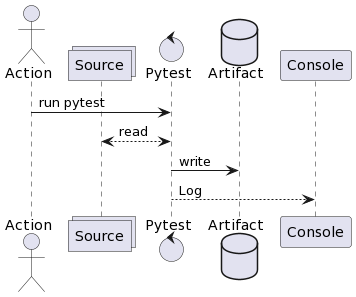 Action
Source
Pytest
Artifact
Console
run pytest
read
write
Log
Action
Source
Pytest
Artifact
Console